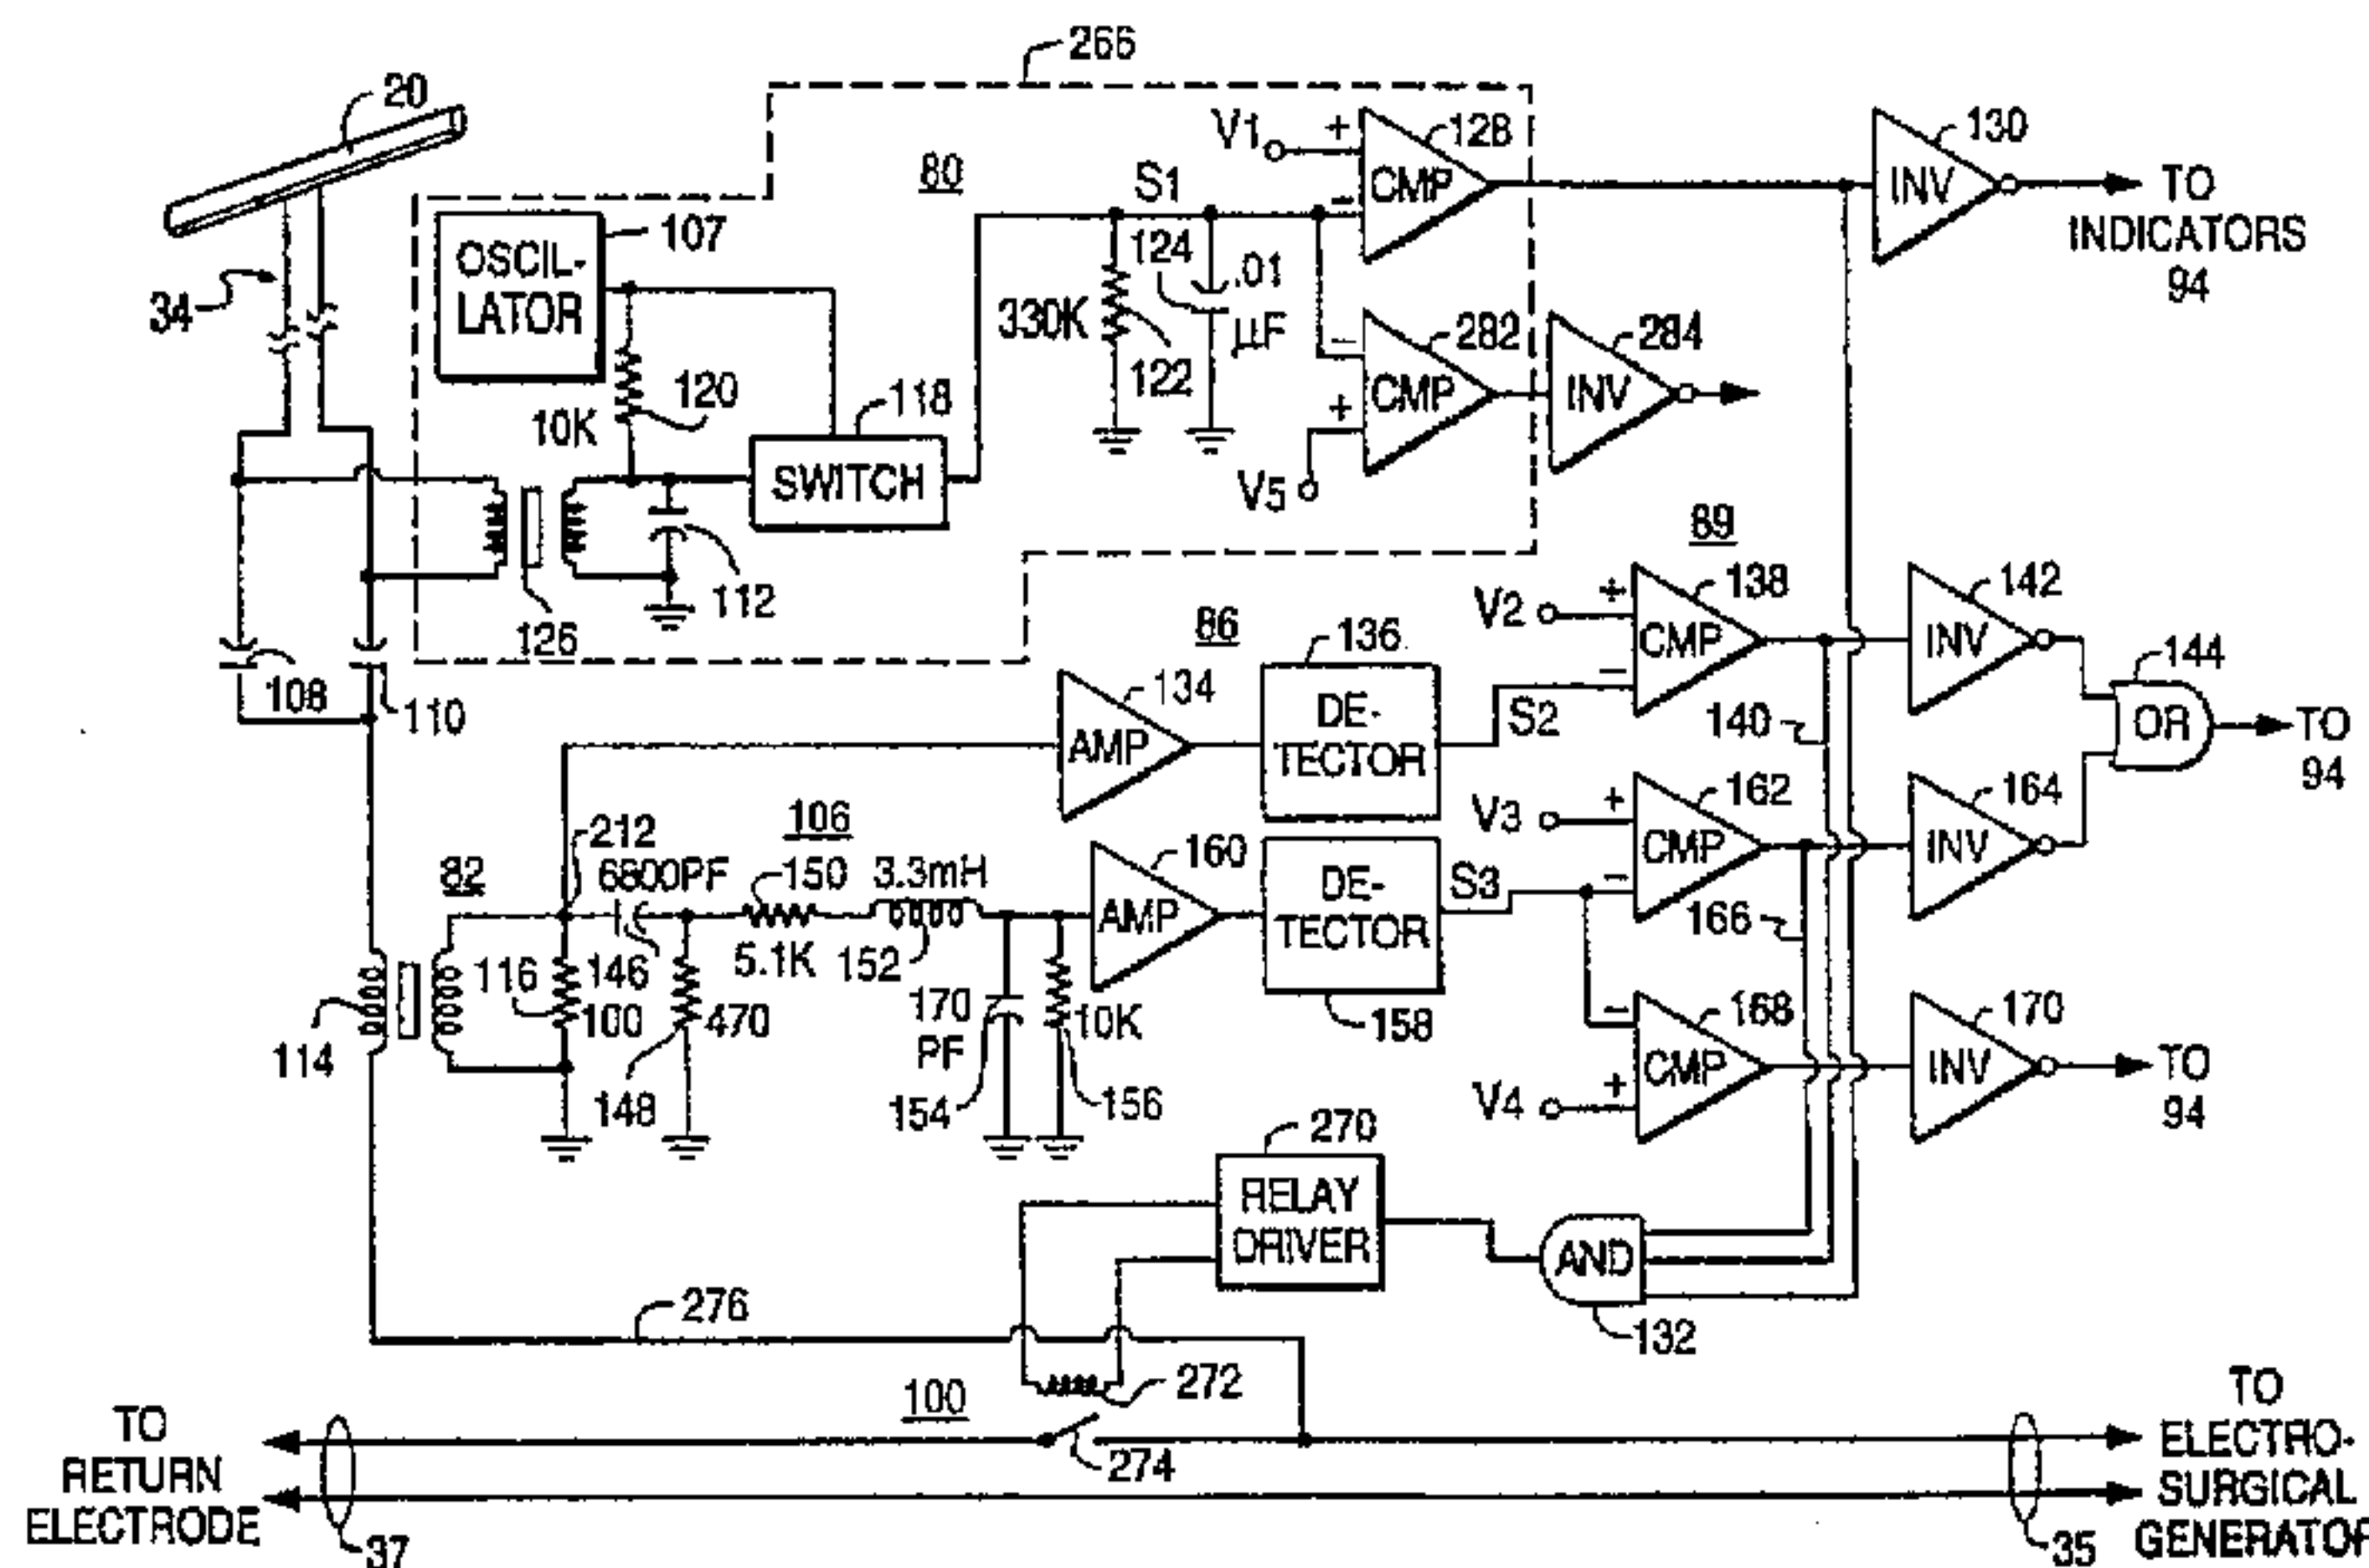 266
20
V1
+
128
130
CMP
INV
TO
INDICATORS
94
80
S1
-
107
OSCIL-
LATOR
34
124
.01
µF
330K
122
-
282
284
CMP
INV
+
V5
120
10K
118
SWITCH
112
126
89
V2
+
138
142
CMP
INV
-
86
136
134
DE-
TECTOR
AMP
S2
140
144
OR
TO
94
108
110
V3
+
162
164
CMP
INV
-
166
212
106
82
6800PF
150
3.3mH
160
AMP
DE-
TECTOR
S3
158
116
100
146
5.1K
152
470
148
170
PF
154
10K
156
114
-
168
170
CMP
INV
V4
+
TO
94
270
RELAY
DRIVER
AND
132
276
272
100
274
TO
RETURN
ELECTRODE
37
TO
ELECTRO-
SURGICAL
GENERATOR
35